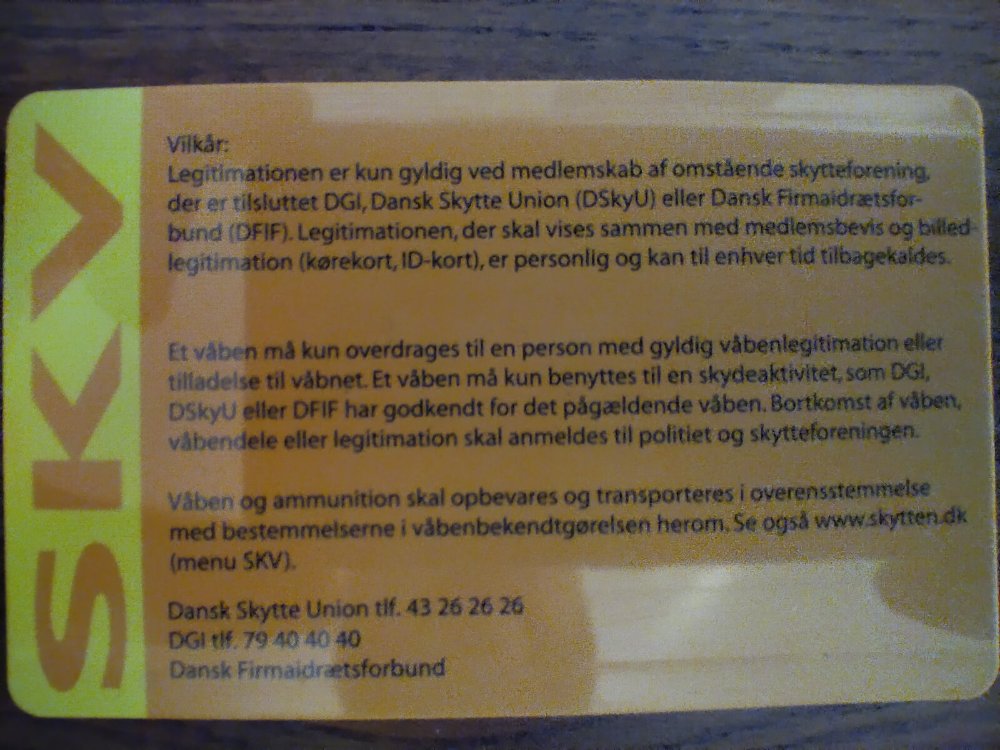 SKV
Vilkår:
Legitimationen er kun gyldig ved medlemskab af omstående skytteforening,
der er tilsluttet DGI, Dansk Skytte Union (DSkyU) eller Dansk Firmaidrætsfor-
bund (DFIF). Legitimationen, der skal vises sammen med medlemsbevis og billed-
legitimation (kørekort, ID-kort), er personlig og kan til enhver tid tilbagekaldes.
Et våben må kun overdrages til en person med gyldig våbenlegitimation eller
tilladelse til våbnet. Et våben må kun benyttes til en skydeaktivitet, som DGI,
DSkyU eller DFIF har godkendt for det pågældende våben. Bortkomst af våben,
våbendele eller legitimation skal anmeldes til politiet og skytteforeningen.
Våben og ammunition skal opbevares og transporteres i overensstemmelse
med bestemmelserne i våbenbekendtgørelsen herom. Se også www.skytten.dk
(menu SKV).
Dansk Skytte Union tlf. 43 26 26 26
DGI tlf. 79 40 40 40
Dansk Firmaidrætsforbund